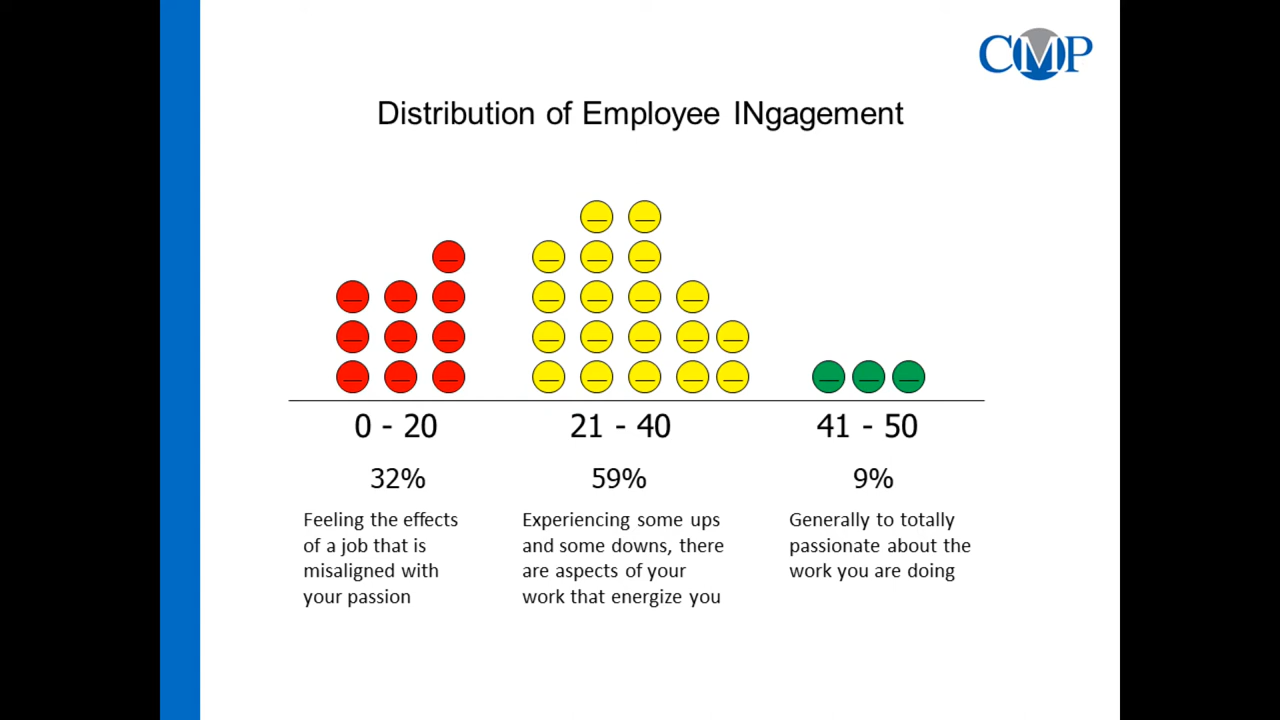 CMP
Distribution of Employee INgagement
0 - 20
21 - 40
41 - 50
32%
59%
9%
Feeling the effects
of a job that is
misaligned with
your passion
Experiencing some ups
and some downs, there
are aspects of your
work that energize you
Generally to totally
passionate about the
work you are doing